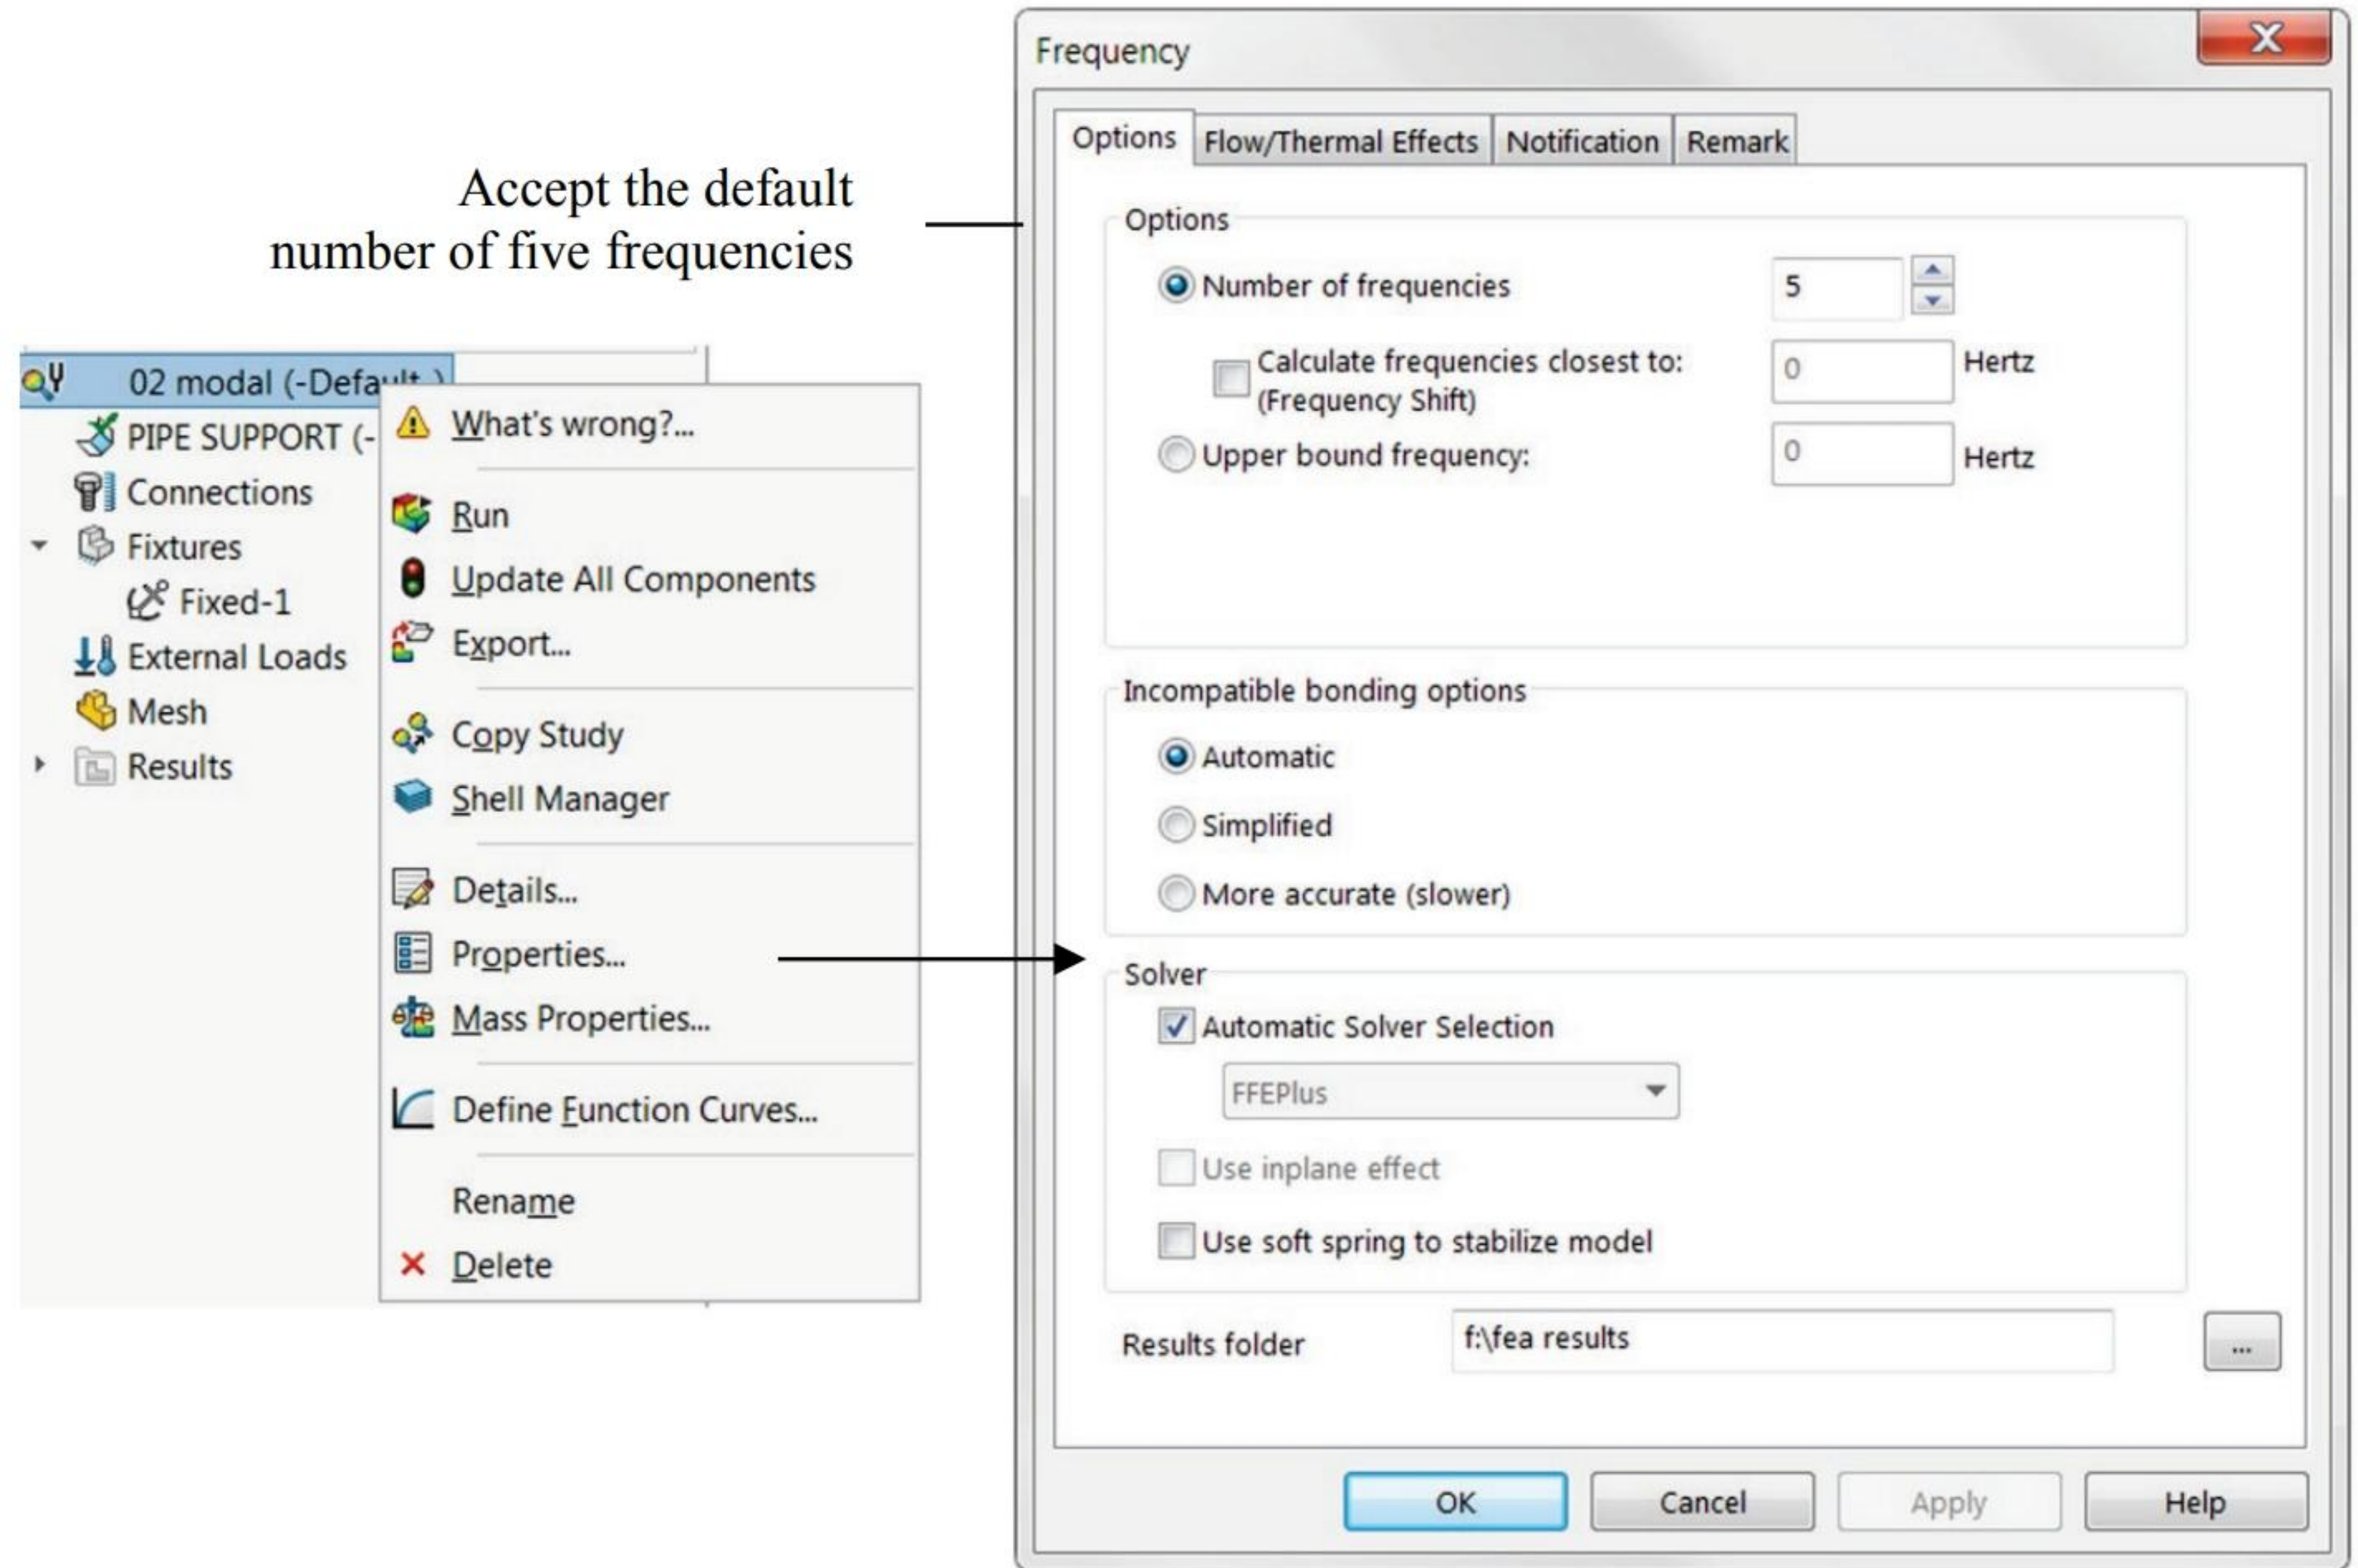 Accept the default
number of five frequencies
02 modal (-Default-)
PIPE SUPPORT (-
Connections
Fixtures
Fixed-1
External Loads
Mesh
Results
What's wrong?...
Run
Update All Components
Export...
Copy Study
Shell Manager
Details...
Properties...
Mass Properties...
Define Function Curves...
Rename
Delete
Frequency
Options Flow/Thermal Effects Notification Remark
Options
Number of frequencies 5
Calculate frequencies closest to: 0 Hertz
(Frequency Shift)
Upper bound frequency: 0 Hertz
Incompatible bonding options
Automatic
Simplified
More accurate (slower)
Solver
Automatic Solver Selection
FFEPlus
Use inplane effect
Use soft spring to stabilize model
Results folder f:\fea results ...
OK Cancel Apply Help